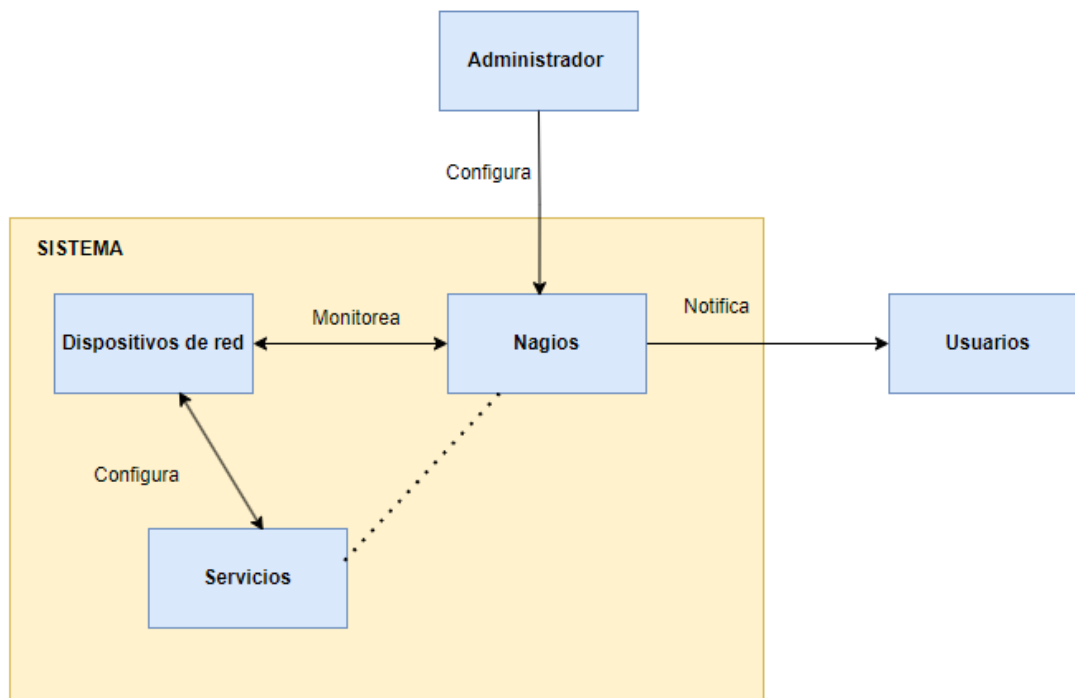 Administrador
Configura
SISTEMA
Dispositivos de red
Monitorea
Nagios
Notifica
Usuarios
Configura
Servicios